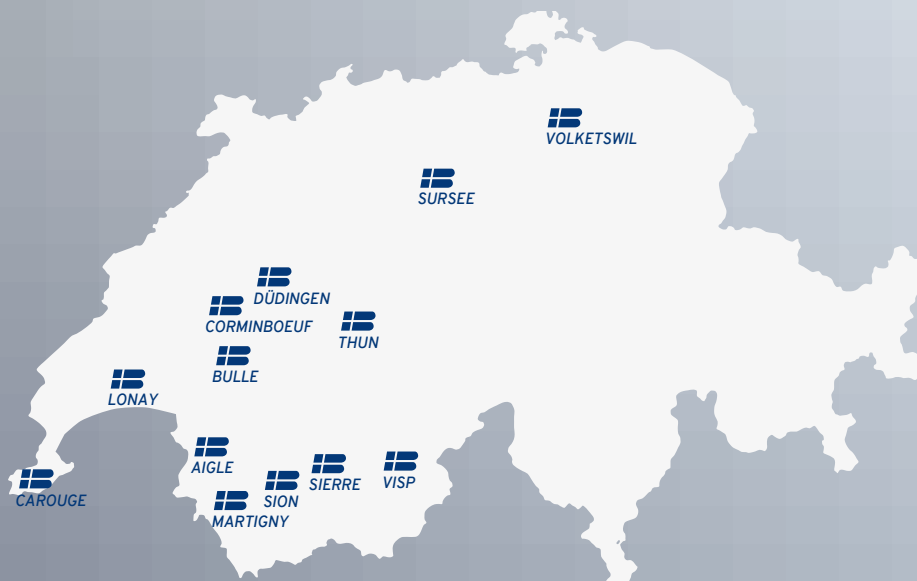 VOLKETSWIL
SURSEE
DÜDINGEN
CORMINBOEUF
THUN
BULLE
LONAY
AIGLE
SIERRE
VISP
SION
CAROUGE
MARTIGNY